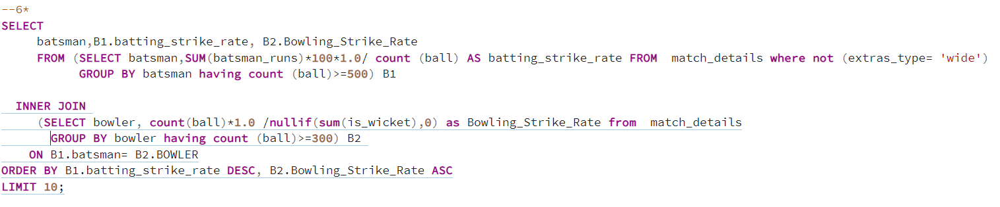 --6*
SELECT
batsman,B1.batting_strike_rate, B2.Bowling_Strike_Rate
FROM (SELECT batsman,SUM(batsman_runs)*100*1.0/ count (ball) AS batting_strike_rate FROM  match_details where not (extras_type= 'wide')
GROUP BY batsman having count (ball)>=500) B1
INNER JOIN
(SELECT bowler, count(ball)*1.0 /nullif(sum(is_wicket),0) as Bowling_Strike_Rate from  match_details
GROUP BY bowler having count (ball)>=300) B2
ON B1.batsman= B2.BOWLER
ORDER BY B1.batting_strike_rate DESC, B2.Bowling_Strike_Rate ASC
LIMIT 10;